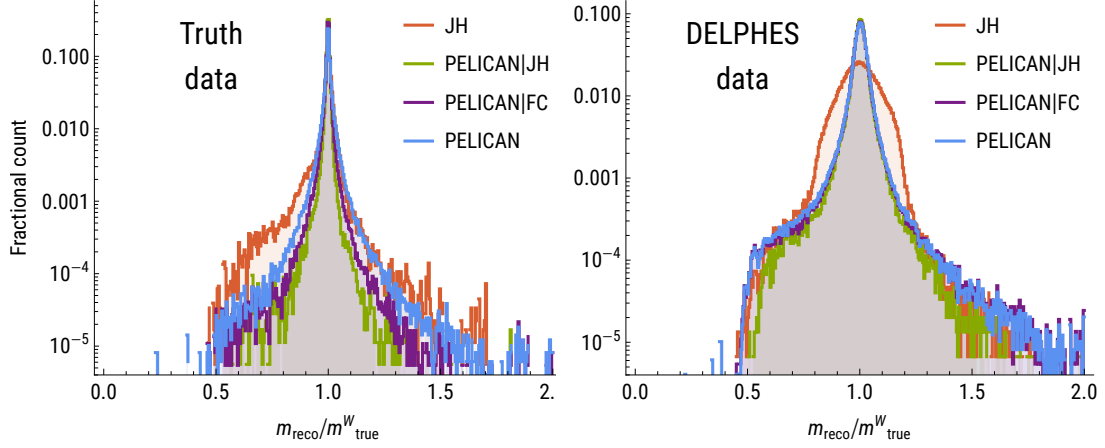 Truth
data
JH
PELICAN|JH
PELICAN|FC
PELICAN
Fractional count
0.100
0.010
0.001
10⁻⁴
10⁻⁵
0.0 0.5 1.0 1.5 2.
m_reco/m^W_true
DELPHES
data
JH
PELICAN|JH
PELICAN|FC
PELICAN
0.100
0.010
0.001
10⁻⁴
10⁻⁵
0.0 0.5 1.0 1.5 2.0
m_reco/m^W_true